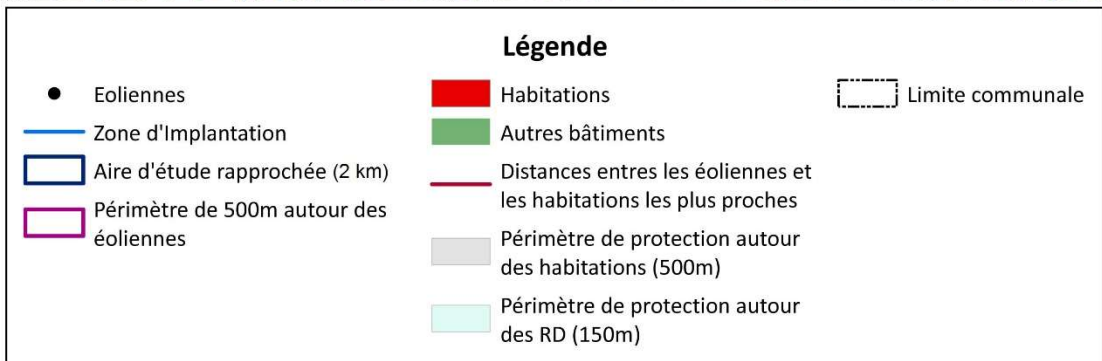 Légende
Eoliennes
Zone d'Implantation
Aire d'étude rapprochée (2 km)
Périmètre de 500m autour des
éoliennes
Habitations
Autres bâtiments
Distances entres les éoliennes et
les habitations les plus proches
Périmètre de protection autour
des habitations (500m)
Périmètre de protection autour
des RD (150m)
Limite communale